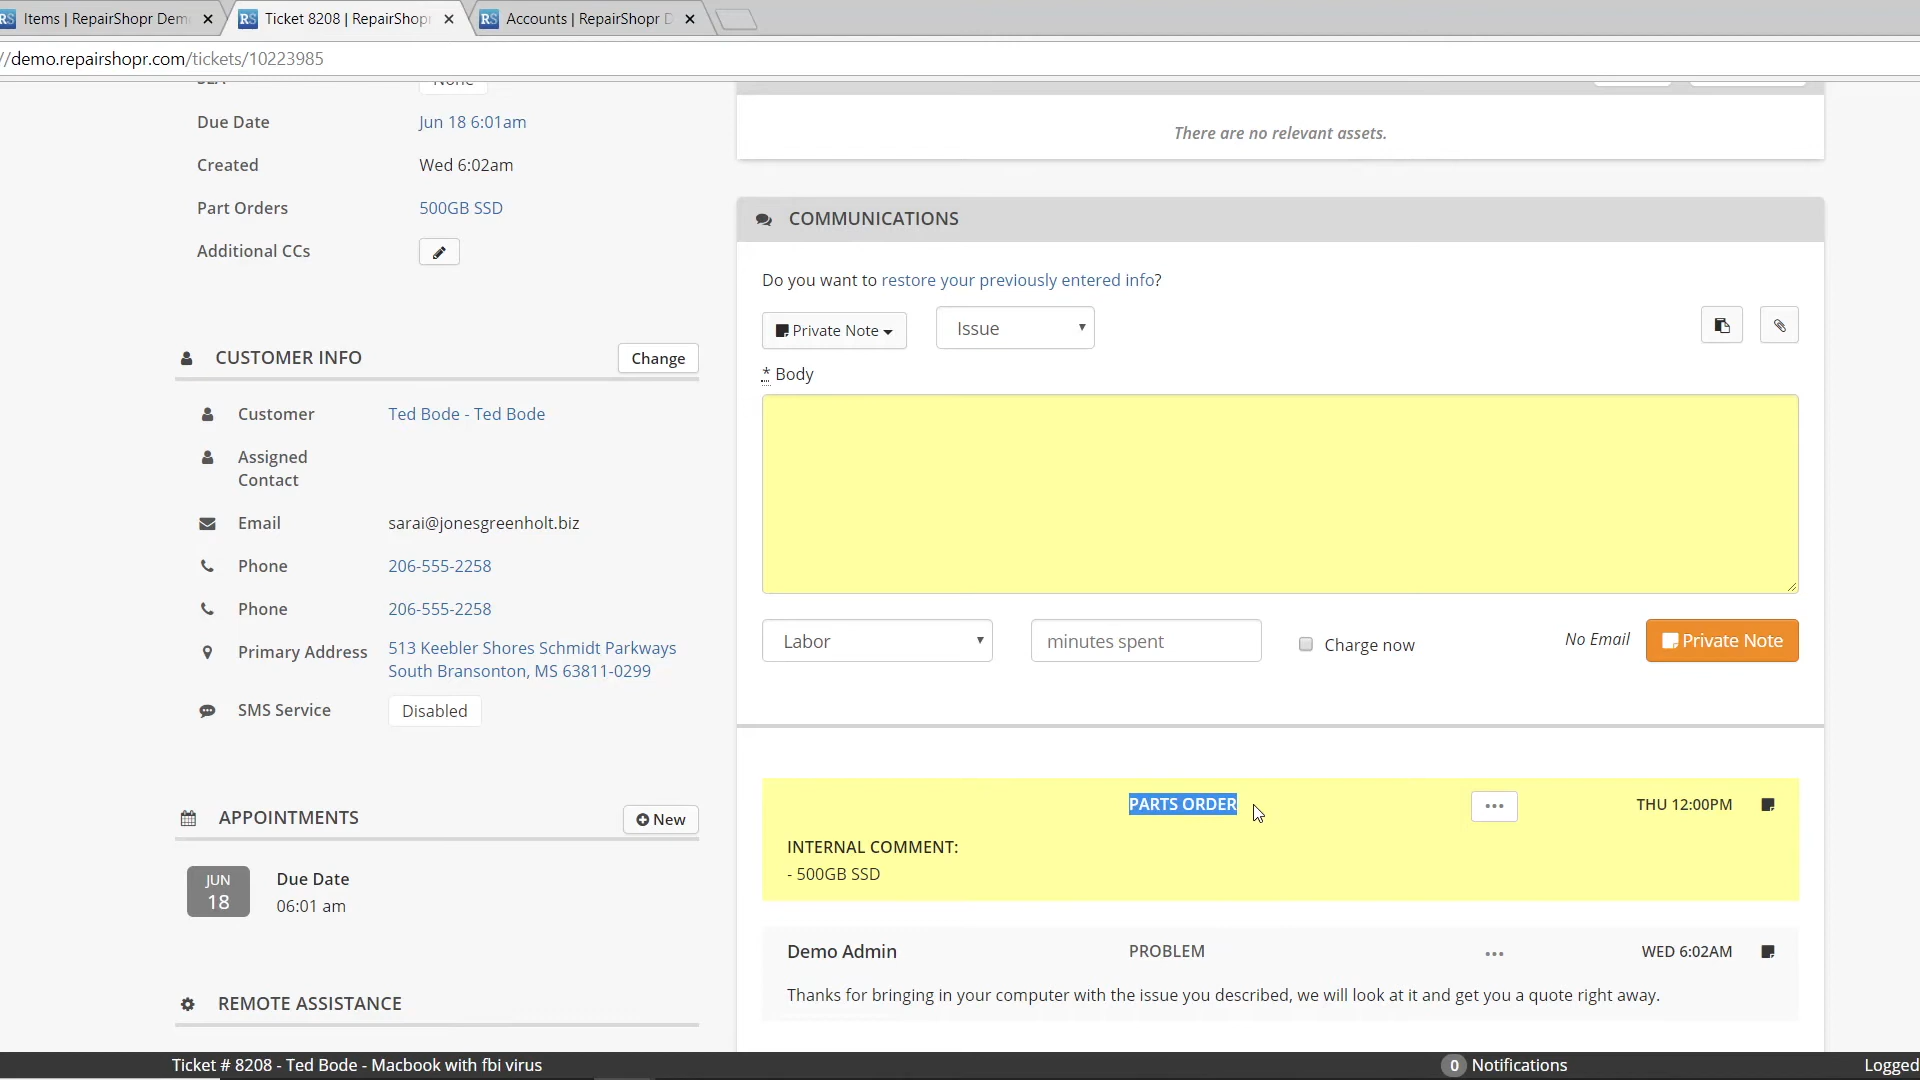 Items | RepairShopr Dem
Ticket 8208 | RepairShopr
Accounts | RepairShopr D
//demo.repairshopr.com/tickets/10223985
SLA None
Due Date Jun 18 6:01am
Created Wed 6:02am
Part Orders 500GB SSD
Additional CCs
CUSTOMER INFO Change
Customer Ted Bode - Ted Bode
Assigned
Contact
Email sarai@jonesgreenholt.biz
Phone 206-555-2258
Phone 206-555-2258
Primary Address 513 Keebler Shores Schmidt Parkways
South Bransonton, MS 63811-0299
SMS Service Disabled
APPOINTMENTS New
JUN
18
Due Date
06:01 am
REMOTE ASSISTANCE
There are no relevant assets.
COMMUNICATIONS
Do you want to restore your previously entered info?
Private Note Issue
* Body
Labor minutes spent Charge now No Email Private Note
PARTS ORDER ••• THU 12:00PM
INTERNAL COMMENT:
- 500GB SSD
Demo Admin PROBLEM ••• WED 6:02AM
Thanks for bringing in your computer with the issue you described, we will look at it and get you a quote right away.
Ticket # 8208 - Ted Bode - Macbook with fbi virus 0 Notifications Logged